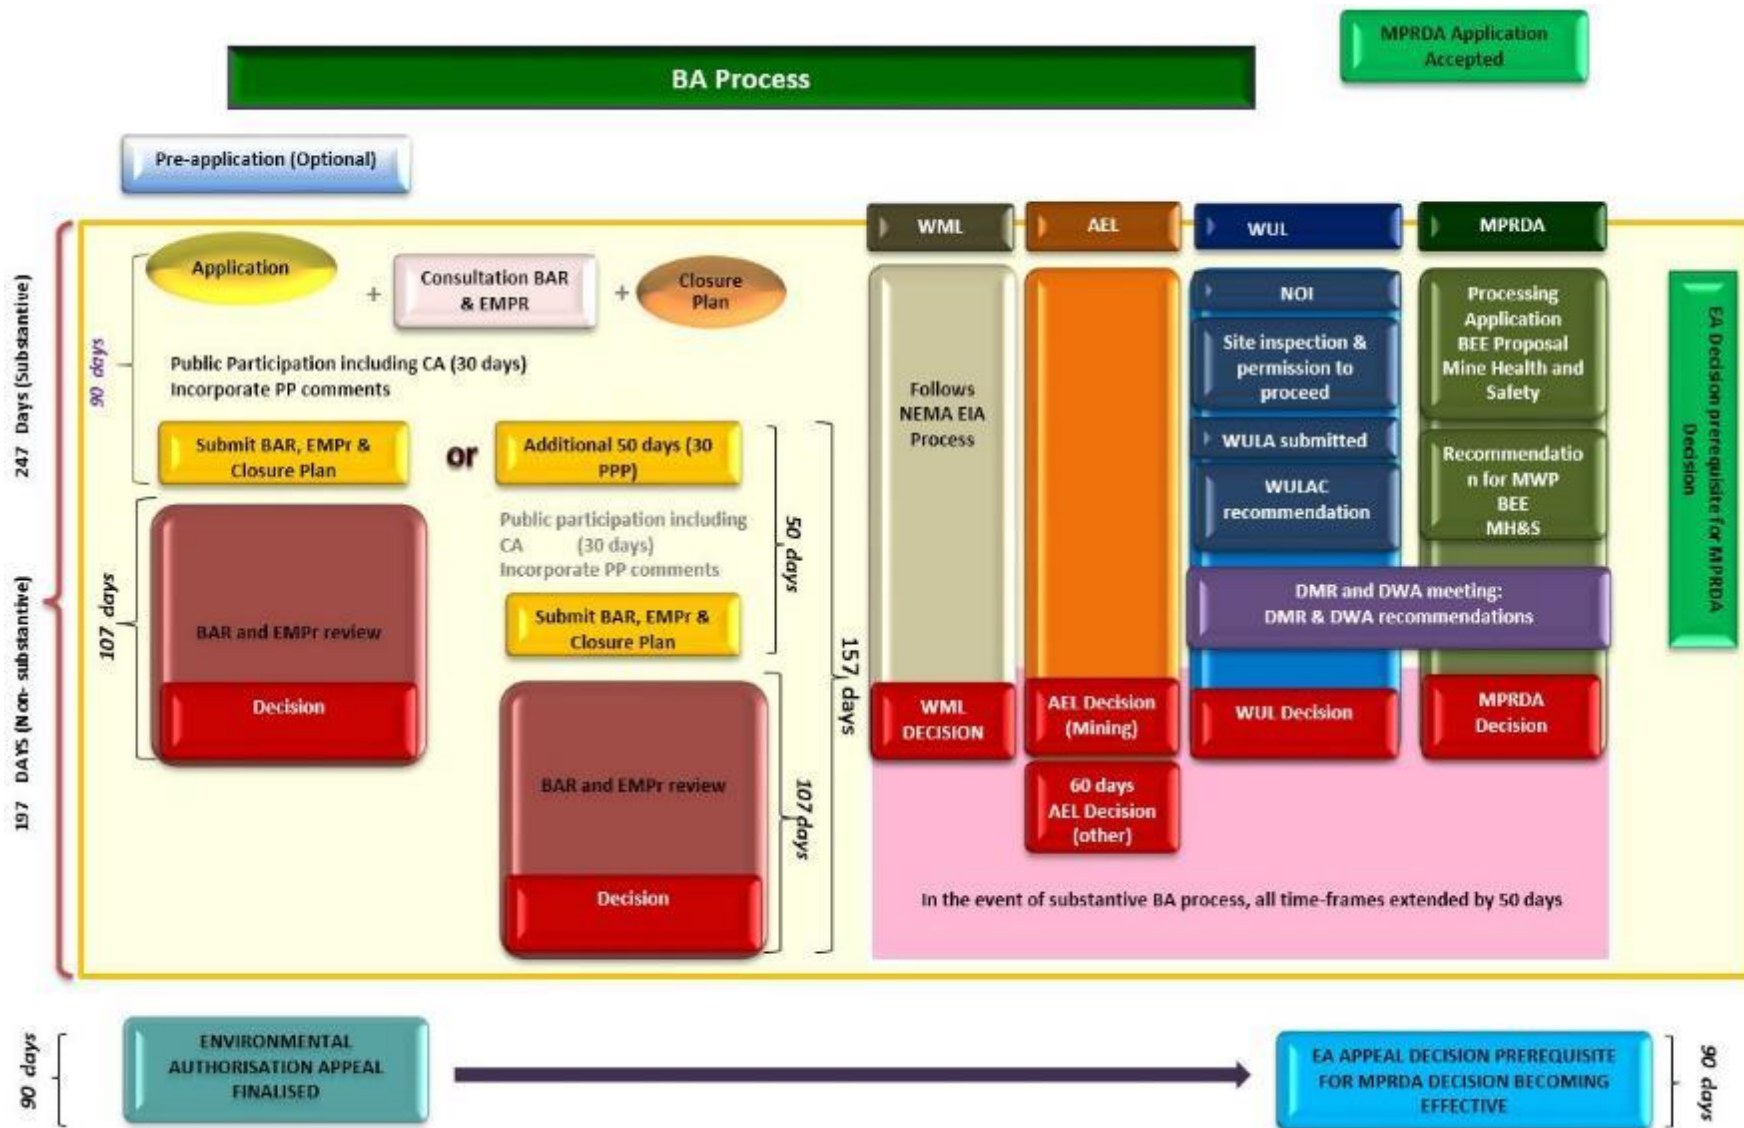 MPRDA Application
Accepted
BA Process
Pre-application (Optional)
WML
AEL
WUL
MPRDA
247 Days (Substantive)
197 DAYS (Non- substantive)
90 days
Application
+
Consultation BAR
& EMPR
+
Closure
Plan
Public Participation including CA (30 days)
Incorporate PP comments
Submit BAR, EMPr &
Closure Plan
or
Additional 50 days (30
PPP)
Public participation including
CA (30 days)
Incorporate PP comments
Submit BAR, EMPr &
Closure Plan
50 days
107 days
BAR and EMPr review
Decision
157, days
BAR and EMPr review
Decision
107 days
Follows
NEMA EIA
Process
WML
DECISION
AEL Decision
(Mining)
60 days
AEL Decision
(other)
NOI
Site inspection &
permission to
proceed
WULA submitted
WULAC
recommendation
Processing
Application
BEE Proposal
Mine Health and
Safety
Recommendatio
n for MWP
BEE
MH&S
DMR and DWA meeting:
DMR & DWA recommendations
WUL Decision
MPRDA
Decision
EA Decision prerequisite for MPRDA
Decision
In the event of substantive BA process, all time-frames extended by 50 days
90 days
ENVIRONMENTAL
AUTHORISATION APPEAL
FINALISED
EA APPEAL DECISION PREREQUISITE
FOR MPRDA DECISION BECOMING
EFFECTIVE
90 days